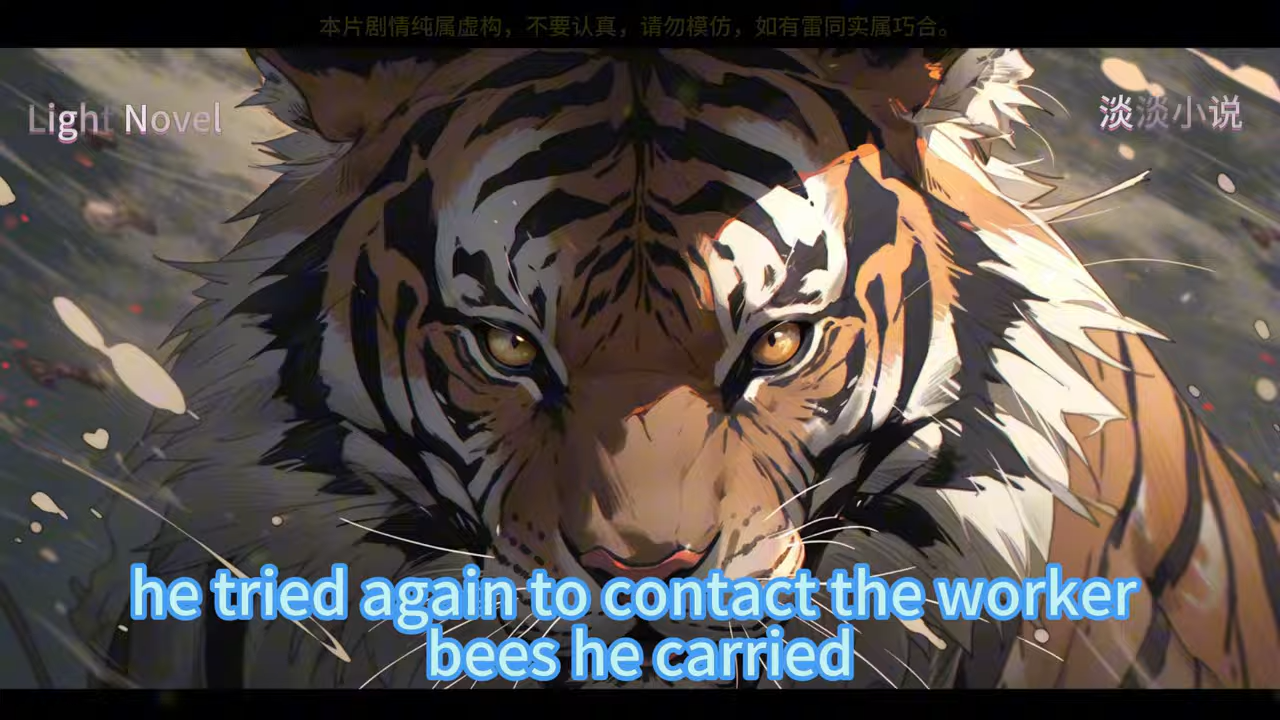 本片剧情纯属虚构，不要认真，请勿模仿，如有雷同实属巧合。
Light Novel
淡淡小说
he tried again to contact the worker
bees he carried